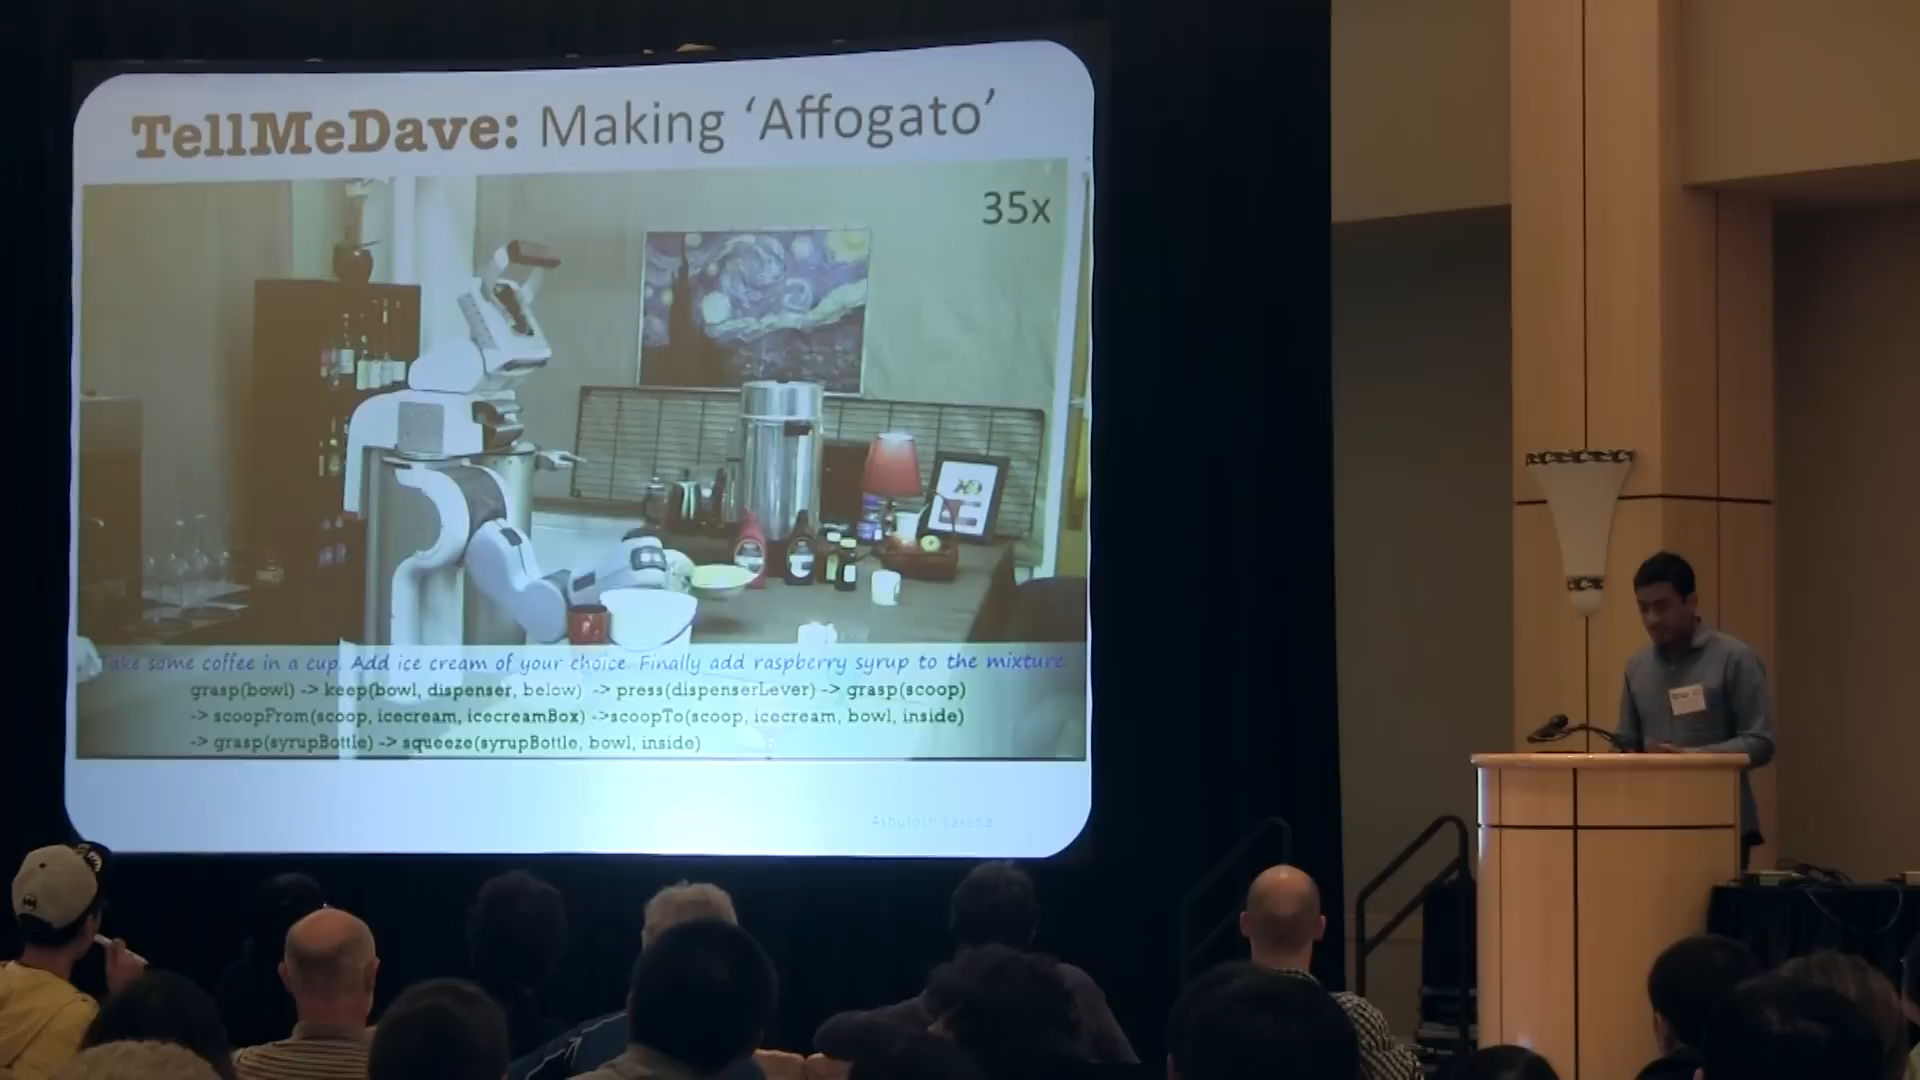 TellMeDave: Making ‘Affogato’
35x
Take some coffee in a cup. Add ice cream of your choice. Finally add raspberry syrup to the mixture.
grasp(bowl) -> keep(bowl, dispenser, below) -> press(dispenserLever) -> grasp(scoop)
-> scoopFrom(scoop, icecream, icecreamBox) ->scoopTo(scoop, icecream, bowl, inside)
-> grasp(syrupBottle) -> squeeze(syrupBottle, bowl, inside)
Ashutosh Saxena